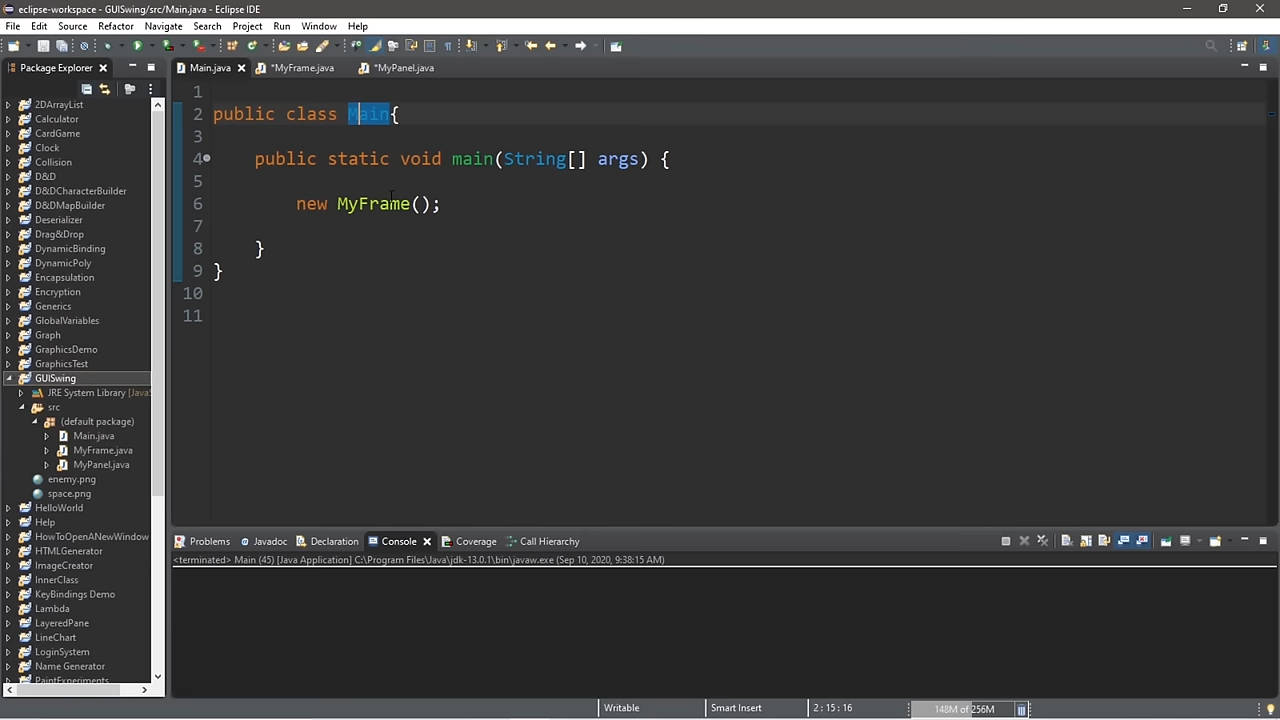 eclipse-workspace - GUISwing/src/Main.java - Eclipse IDE
File Edit Source Refactor Navigate Search Project Run Window Help
Package Explorer
Main.java *MyFrame.java *MyPanel.java
2DArrayList
Calculator
CardGame
Clock
Collision
D&D
D&DCharacterBuilder
D&DMapBuilder
Deserializer
Drag&Drop
DynamicBinding
DynamicPoly
Encapsulation
Encryption
Generics
GlobalVariables
Graph
GraphicsDemo
GraphicsTest
GUISwing
JRE System Library [JavaS
src
(default package)
Main.java
MyFrame.java
MyPanel.java
enemy.png
space.png
HelloWorld
Help
HowToOpenANewWindow
HTMLGenerator
ImageCreator
InnerClass
KeyBindings Demo
Lambda
LayeredPane
LineChart
LoginSystem
Name Generator
PaintExperiments
1
2 public class Main{
3
4 public static void main(String[] args) {
5
6 new MyFrame();
7
8 }
9 }
10
11
Problems Javadoc Declaration Console Coverage Call Hierarchy
<terminated> Main (45) [Java Application] C:\Program Files\Java\jdk-13.0.1\bin\javaw.exe (Sep 10, 2020, 9:38:15 AM)
Writable Smart Insert 2 : 15 : 16 148M of 256M